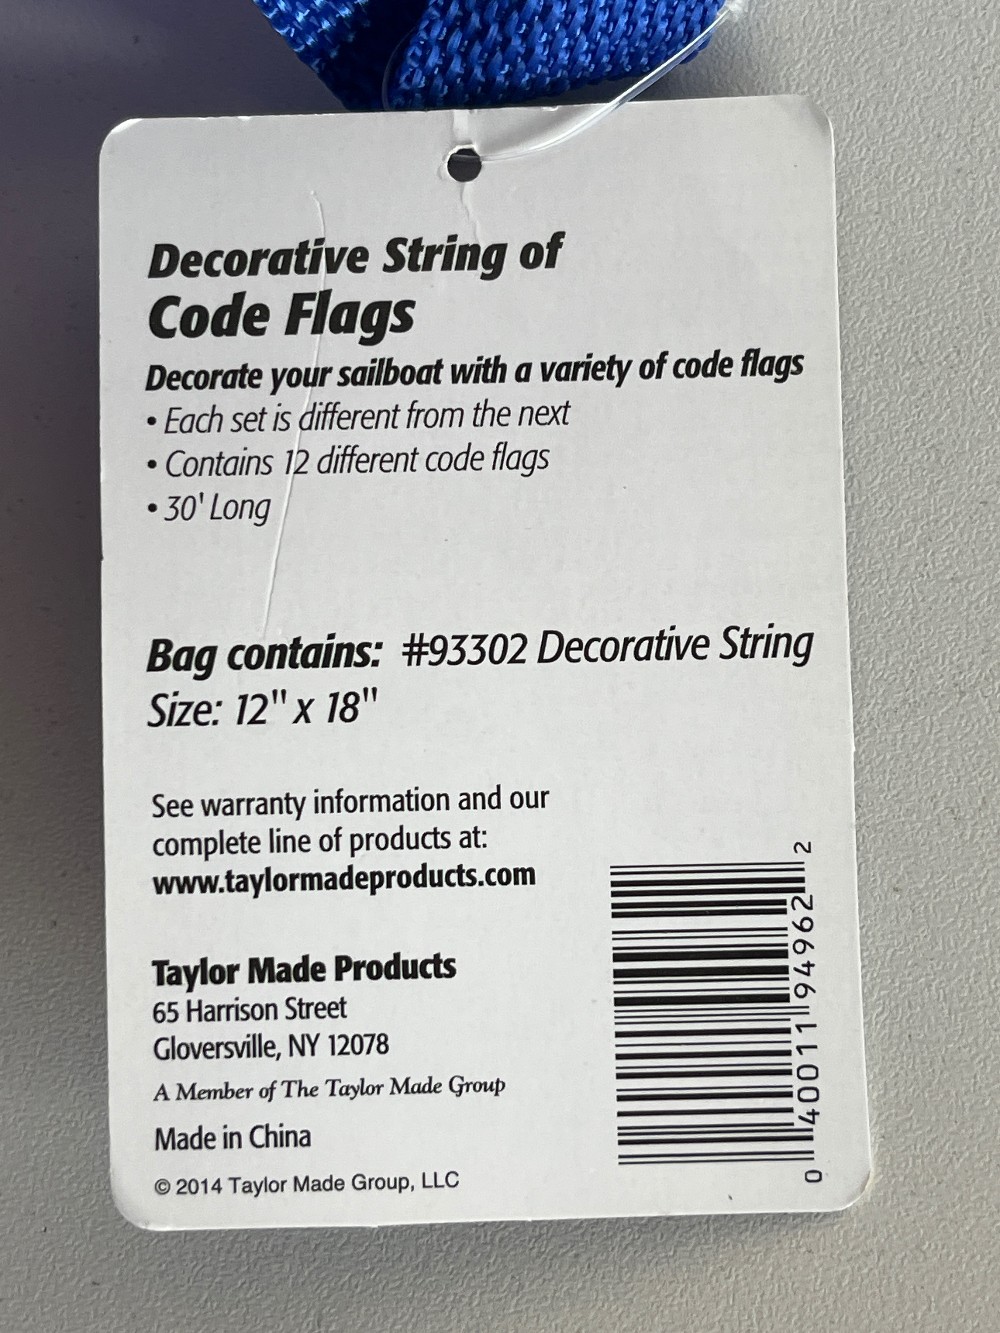 Decorative String of
Code Flags
Decorate your sailboat with a variety of code flags
• Each set is different from the next
• Contains 12 different code flags
• 30' Long
Bag contains: #93302 Decorative String
Size: 12" x 18"
See warranty information and our
complete line of products at:
www.taylormadeproducts.com
Taylor Made Products
65 Harrison Street
Gloversville, NY 12078
A Member of The Taylor Made Group
Made in China
© 2014 Taylor Made Group, LLC
0 40011 94962 2